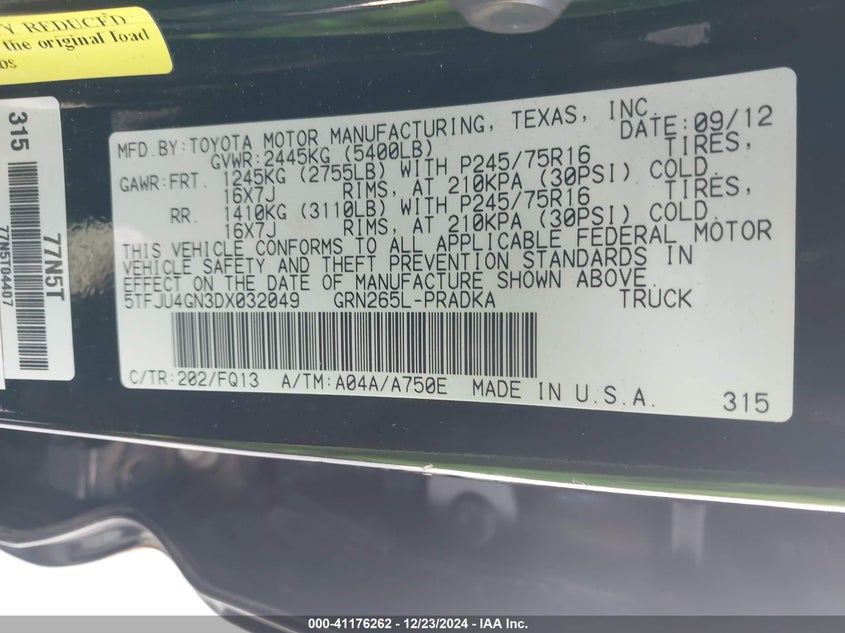 Y REDUCED
the original load
bs
315
77N5T04407
77N5T
MFD.BY:TOYOTA MOTOR MANUFACTURING, TEXAS, INC.
DATE:09/12
GVWR:2445KG (5400LB)
GAWR:FRT. 1245KG (2755LB) WITH P245/75R16 TIRES,
16X7J RIMS, AT 210KPA (30PSI) COLD.
RR. 1410KG (3110LB) WITH P245/75R16 TIRES,
16X7J RIMS, AT 210KPA (30PSI) COLD.
THIS VEHICLE CONFORMS TO ALL APPLICABLE FEDERAL MOTOR
VEHICLE SAFETY AND THEFT PREVENTION STANDARDS IN
EFFECT ON THE DATE OF MANUFACTURE SHOWN ABOVE.
5TFJU4GN3DX032049 GRN265L-PRADKA TRUCK
C/TR:202/FQ13 A/TM:A04A/A750E MADE IN U.S.A. 315
000-41176262 - 12/23/2024 - IAA Inc.